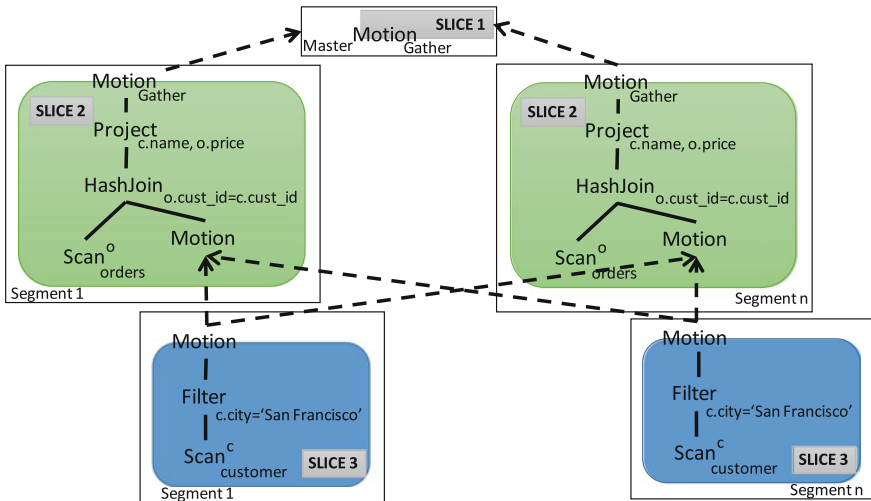 SLICE 1
Motion
Master
Gather
Motion
Gather
SLICE 2
Project
c.name, o.price
HashJoin
o.cust_id=c.cust_id
Motion
Scan o
orders
Segment 1
Motion
Gather
SLICE 2
Project
c.name, o.price
HashJoin
o.cust_id=c.cust_id
Motion
Scan o
orders
Segment n
Motion
Filter
c.city=‘San Francisco’
Scan c
customer
SLICE 3
Segment 1
Motion
Filter
c.city=‘San Francisco’
Scan c
customer
SLICE 3
Segment n